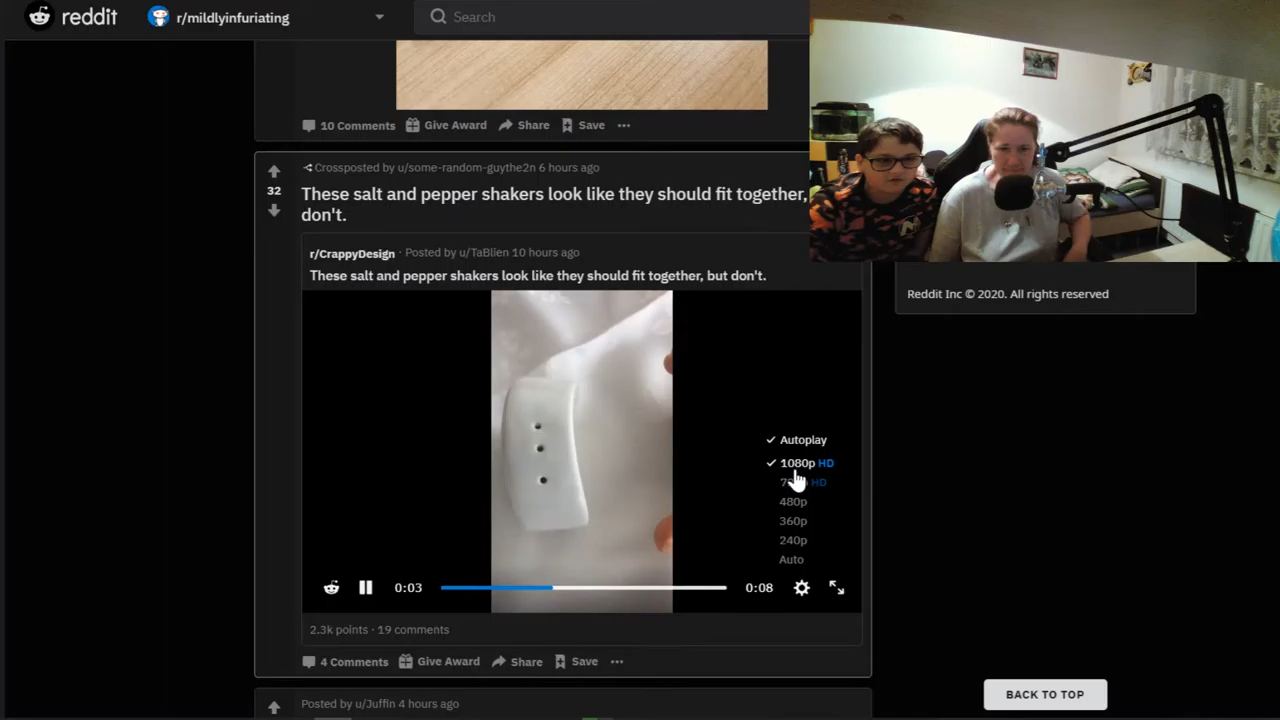 reddit
r/mildlyinfuriating
Search
10 Comments Give Award Share Save
Crossposted by u/some-random-guythe2n 6 hours ago
32
These salt and pepper shakers look like they should fit together,
don't.
r/CrappyDesign · Posted by u/TaBlien 10 hours ago
These salt and pepper shakers look like they should fit together, but don't.
Autoplay
1080p HD
HD
480p
360p
240p
Auto
0:03
0:08
2.3k points · 19 comments
4 Comments Give Award Share Save
Posted by u/Juffin 4 hours ago
Reddit Inc © 2020. All rights reserved
BACK TO TOP